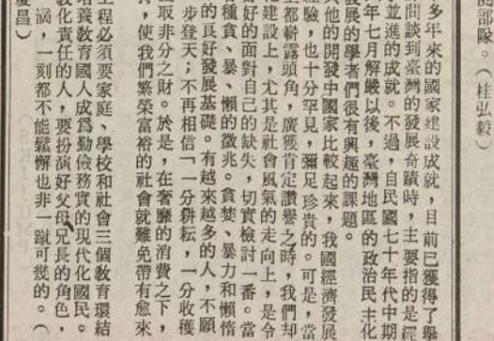 部隊。（桂弘毅）
多年來的國家建設成就，目前已獲得了舉
問談到臺灣的發展奇蹟時，主要指的是經
並進的成就。不過，自民國七十年代中期
年七月解嚴以後，臺灣地區的政治民主化
發展的學者們很有興趣的課題。
其他的開發中國家比較起來，我國經濟發
經驗，也十分罕見，彌足珍貴的。可是，當
上都嶄露頭角，廣獲肯定讚譽之時，我們却
化建設上，尤其是社會風氣的走向上，是令
好的面對自己的缺失，切實檢討一番。當
各種貪、暴、懶的徵兆。貪婪、暴力和懶惰
的良好發展基礎。有越來越多的人，不願
步登天；不再相信「一分耕耘，一分收穫
取非分之財。於是，在奢靡的消費之下，
，使我們繁榮富裕的社會就難免帶有愈來
工程必須要家庭、學校和社會三個教育環結
培養教育國人成爲勤儉務實的現代化國民。
教化責任的人，要扮演好父母兄長的角色，
滴，一刻都不能鬆懈也非一蹴可幾的。（
慶昌）